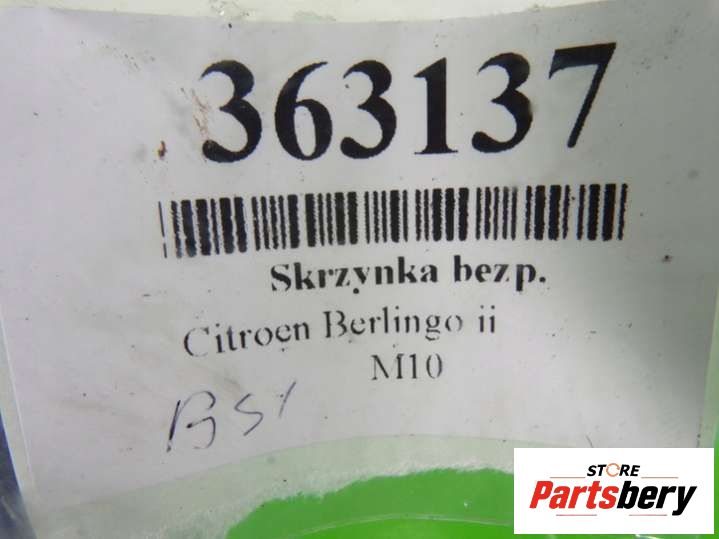 363137
Skrzynka bezp.
Citroen Berlingo ii
M10
BSI
STORE
Partsbery